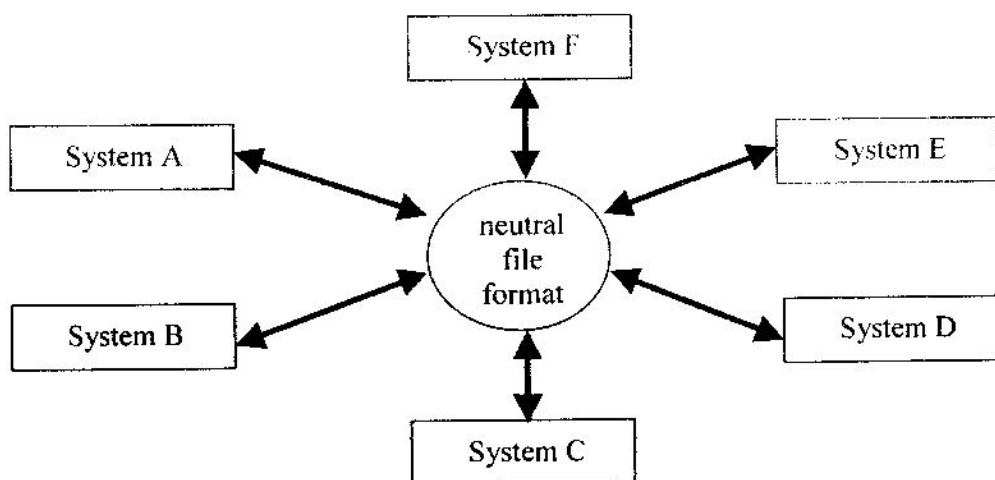 System F
System A
System E
neutral
file
format
System B
System D
System C